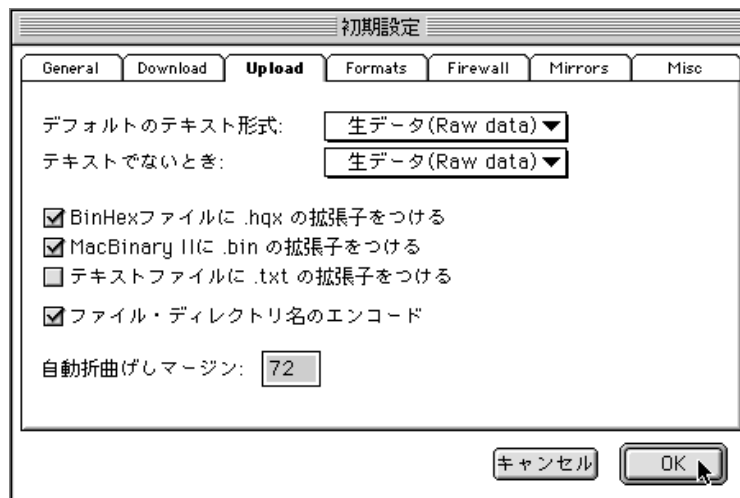 初期設定
General Download Upload Formats Firewall Mirrors Misc
デフォルトのテキスト形式: 生データ(Raw data)
テキストでないとき: 生データ(Raw data)
BinHexファイルに .hqx の拡張子をつける
MacBinary IIに .bin の拡張子をつける
テキストファイルに .txt の拡張子をつける
ファイル・ディレクトリ名のエンコード
自動折曲げしマージン: 72
キャンセル OK